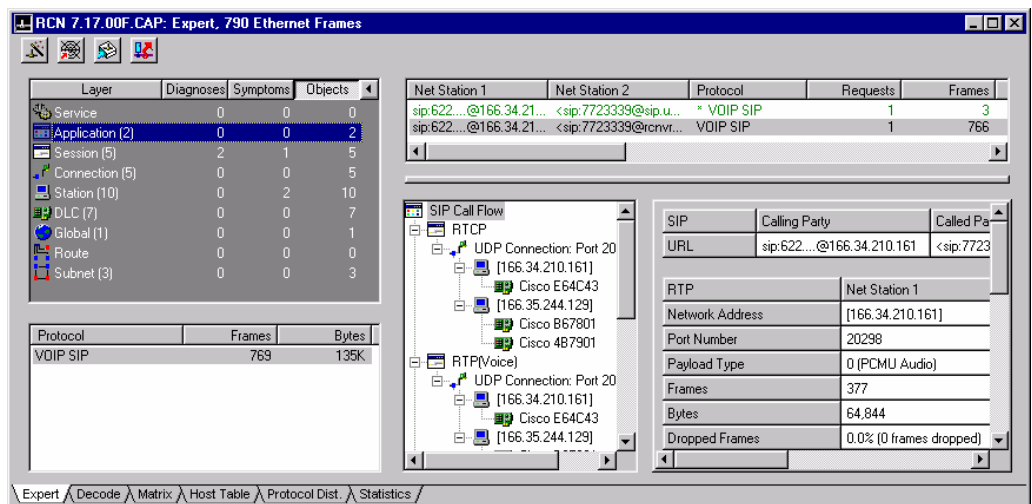 RCN 7.17.00F.CAP: Expert, 790 Ethernet Frames
Layer Diagnoses Symptoms Objects
Service 0 0 0
Application (2) 0 0 2
Session (5) 2 1 5
Connection (5) 0 0 5
Station (10) 0 2 10
DLC (7) 0 0 7
Global (1) 0 0 1
Route 0 0 0
Subnet (3) 0 0 3
Protocol Frames Bytes
VOIP SIP 769 135K
Net Station 1 Net Station 2 Protocol Requests Frames
sip:622....@166.34.21... <sip:7723339@sip.u... * VOIP SIP 1 3
sip:622....@166.34.21... <sip:7723339@rcnvr... VOIP SIP 1 766
SIP Call Flow
RTCP
UDP Connection: Port 20
[166.34.210.161]
Cisco E64C43
[166.35.244.129]
Cisco B67801
Cisco 4B7901
RTP(Voice)
UDP Connection: Port 20
[166.34.210.161]
Cisco E64C43
[166.35.244.129]
SIP Calling Party Called Pa
URL sip:622....@166.34.210.161 <sip:7723
RTP Net Station 1
Network Address [166.34.210.161]
Port Number 20298
Payload Type 0 (PCMU Audio)
Frames 377
Bytes 64,844
Dropped Frames 0.0% (0 frames dropped)
Expert Decode Matrix Host Table Protocol Dist. Statistics